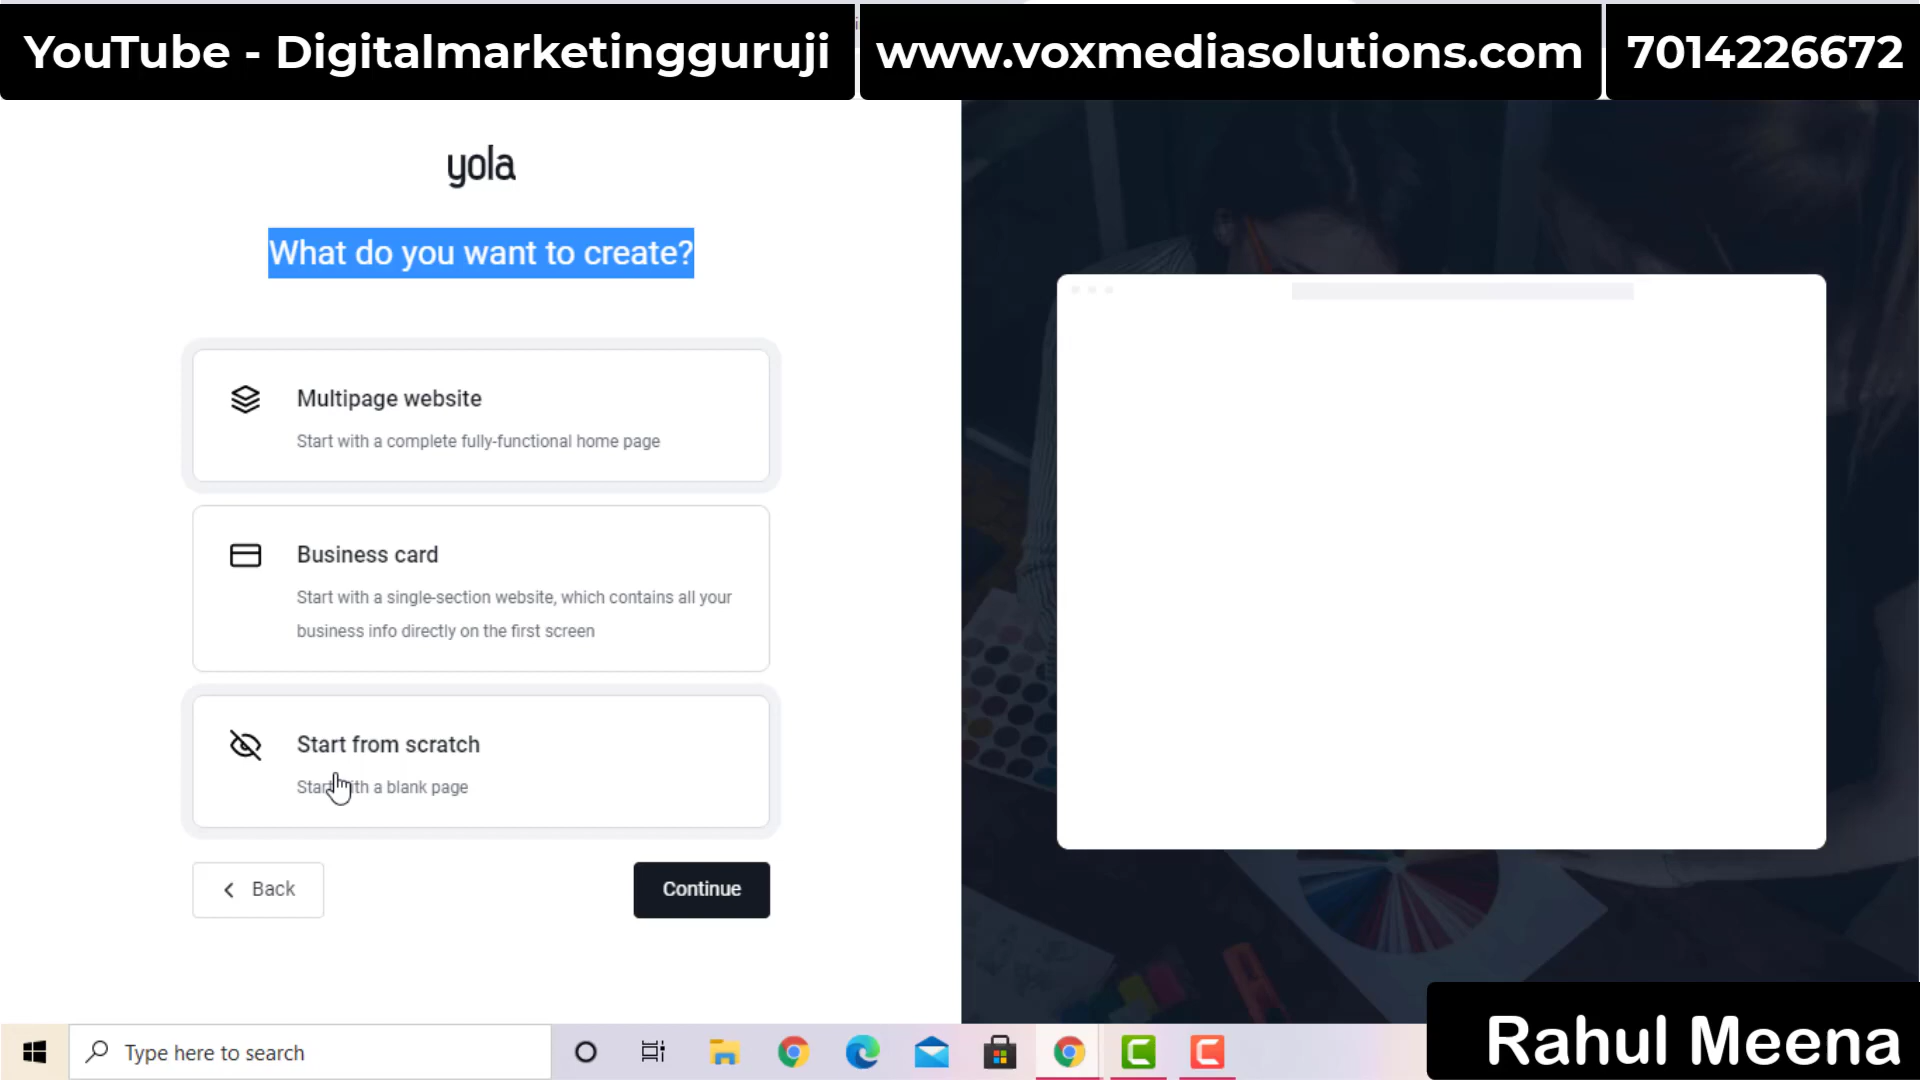 YouTube - Digitalmarketingguruji
www.voxmediasolutions.com
7014226672
yola
What do you want to create?
Multipage website
Start with a complete fully-functional home page
Business card
Start with a single-section website, which contains all your
business info directly on the first screen
Start from scratch
Start with a blank page
Back
Continue
Type here to search
Rahul Meena